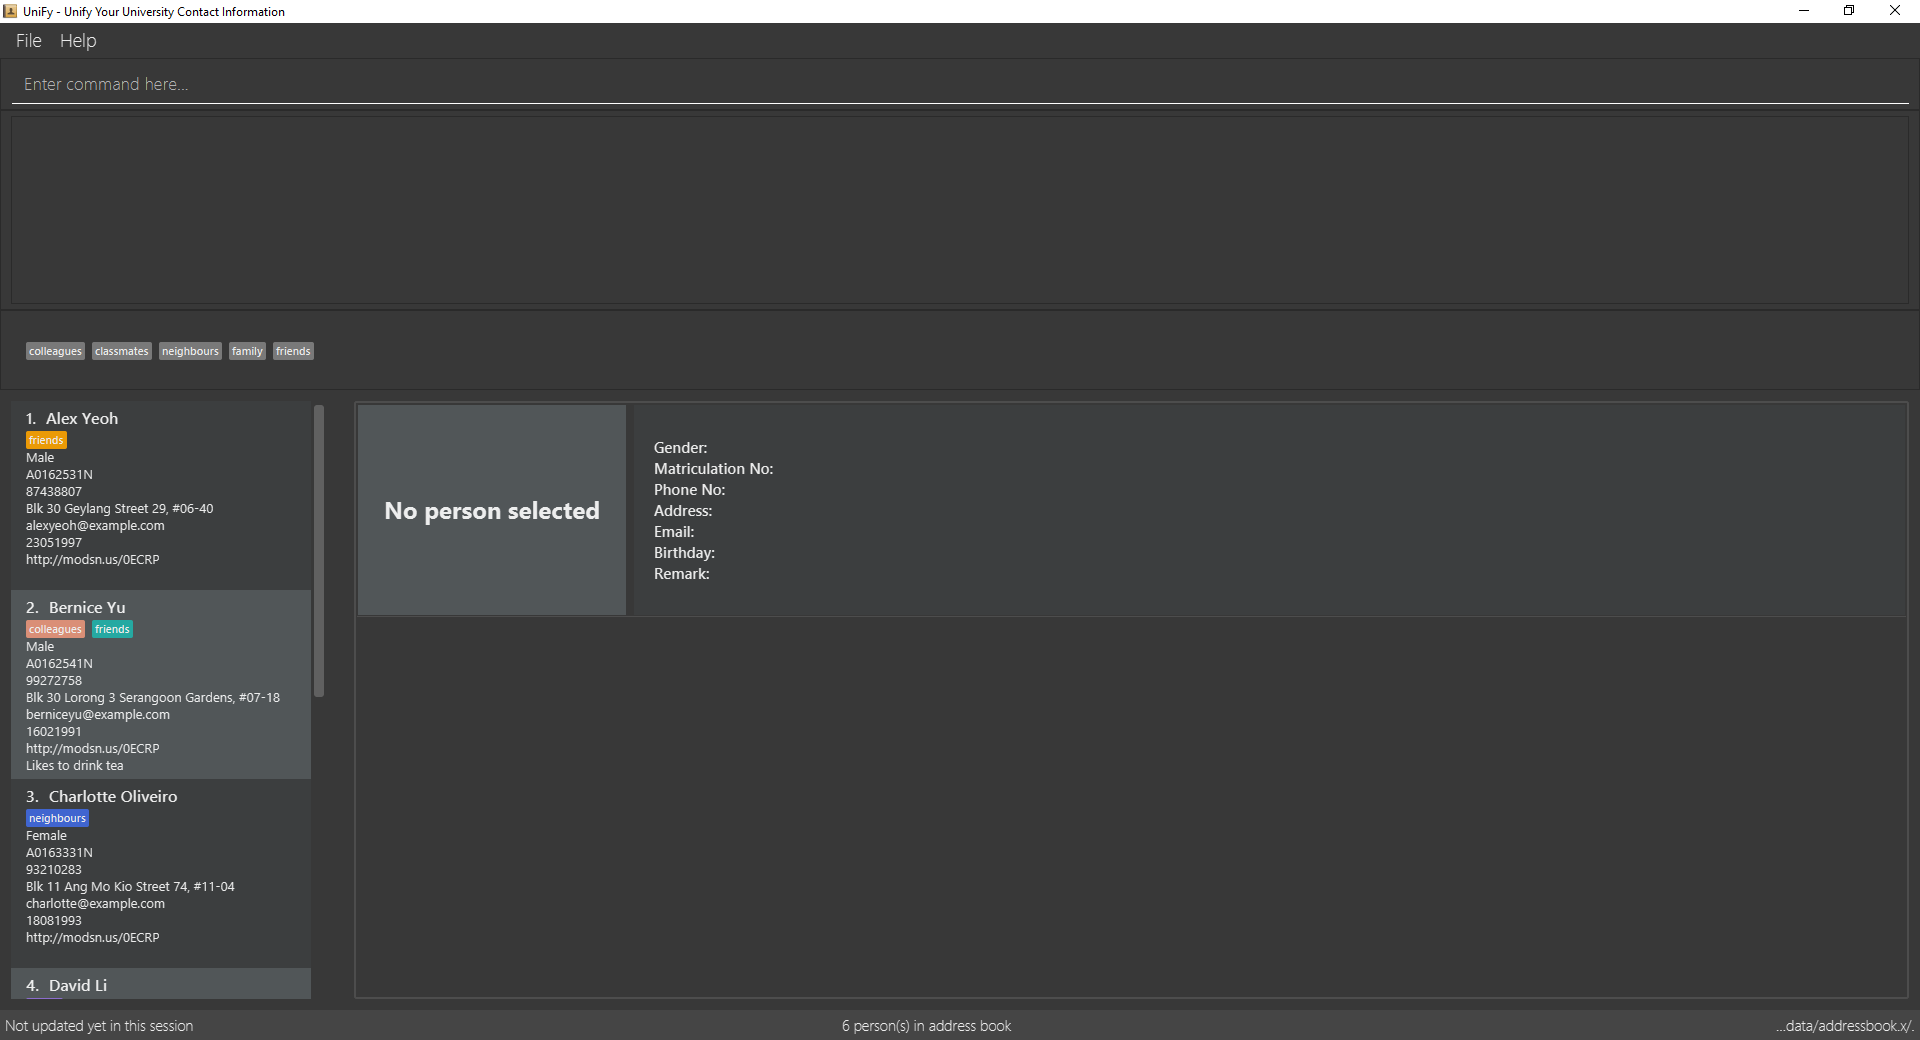 UniFy - Unify Your University Contact Information
File Help
Enter command here...
colleagues classmates neighbours family friends
1. Alex Yeoh
friends
Male
A0162531N
87438807
Blk 30 Geylang Street 29, #06-40
alexyeoh@example.com
23051997
http://modsn.us/0ECRP
2. Bernice Yu
colleagues friends
Male
A0162541N
99272758
Blk 30 Lorong 3 Serangoon Gardens, #07-18
berniceyu@example.com
16021991
http://modsn.us/0ECRP
Likes to drink tea
3. Charlotte Oliveiro
neighbours
Female
A0163331N
93210283
Blk 11 Ang Mo Kio Street 74, #11-04
charlotte@example.com
18081993
http://modsn.us/0ECRP
4. David Li
No person selected
Gender:
Matriculation No:
Phone No:
Address:
Email:
Birthday:
Remark:
Not updated yet in this session
6 person(s) in address book
...data/addressbook.x/.